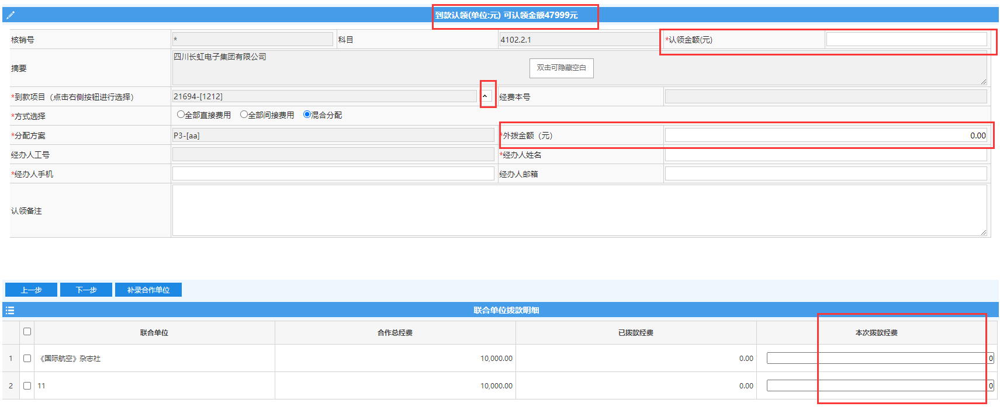 到款认领(单位:元) 可认领金额47999元
核销号 * 科目 4102.2.1 *认领金额(元)
摘要 四川长虹电子集团有限公司
双击可隐藏空白
*到款项目（点击右侧按钮进行选择） 21694-[1212] 经费本号
*方式选择 全部直接费用 全部间接费用 混合分配
*分配方案 P3-[aa] *外拨金额（元） 0.00
经办人工号 *经办人姓名
*经办人手机 经办人邮箱
认领备注
上一步 下一步 补录合作单位
联合单位拨款明细
联合单位 合作总经费 已拨款经费 本次拨款经费
1 《国际航空》杂志社 10,000.00 0.00 0
2 11 10,000.00 0.00 0